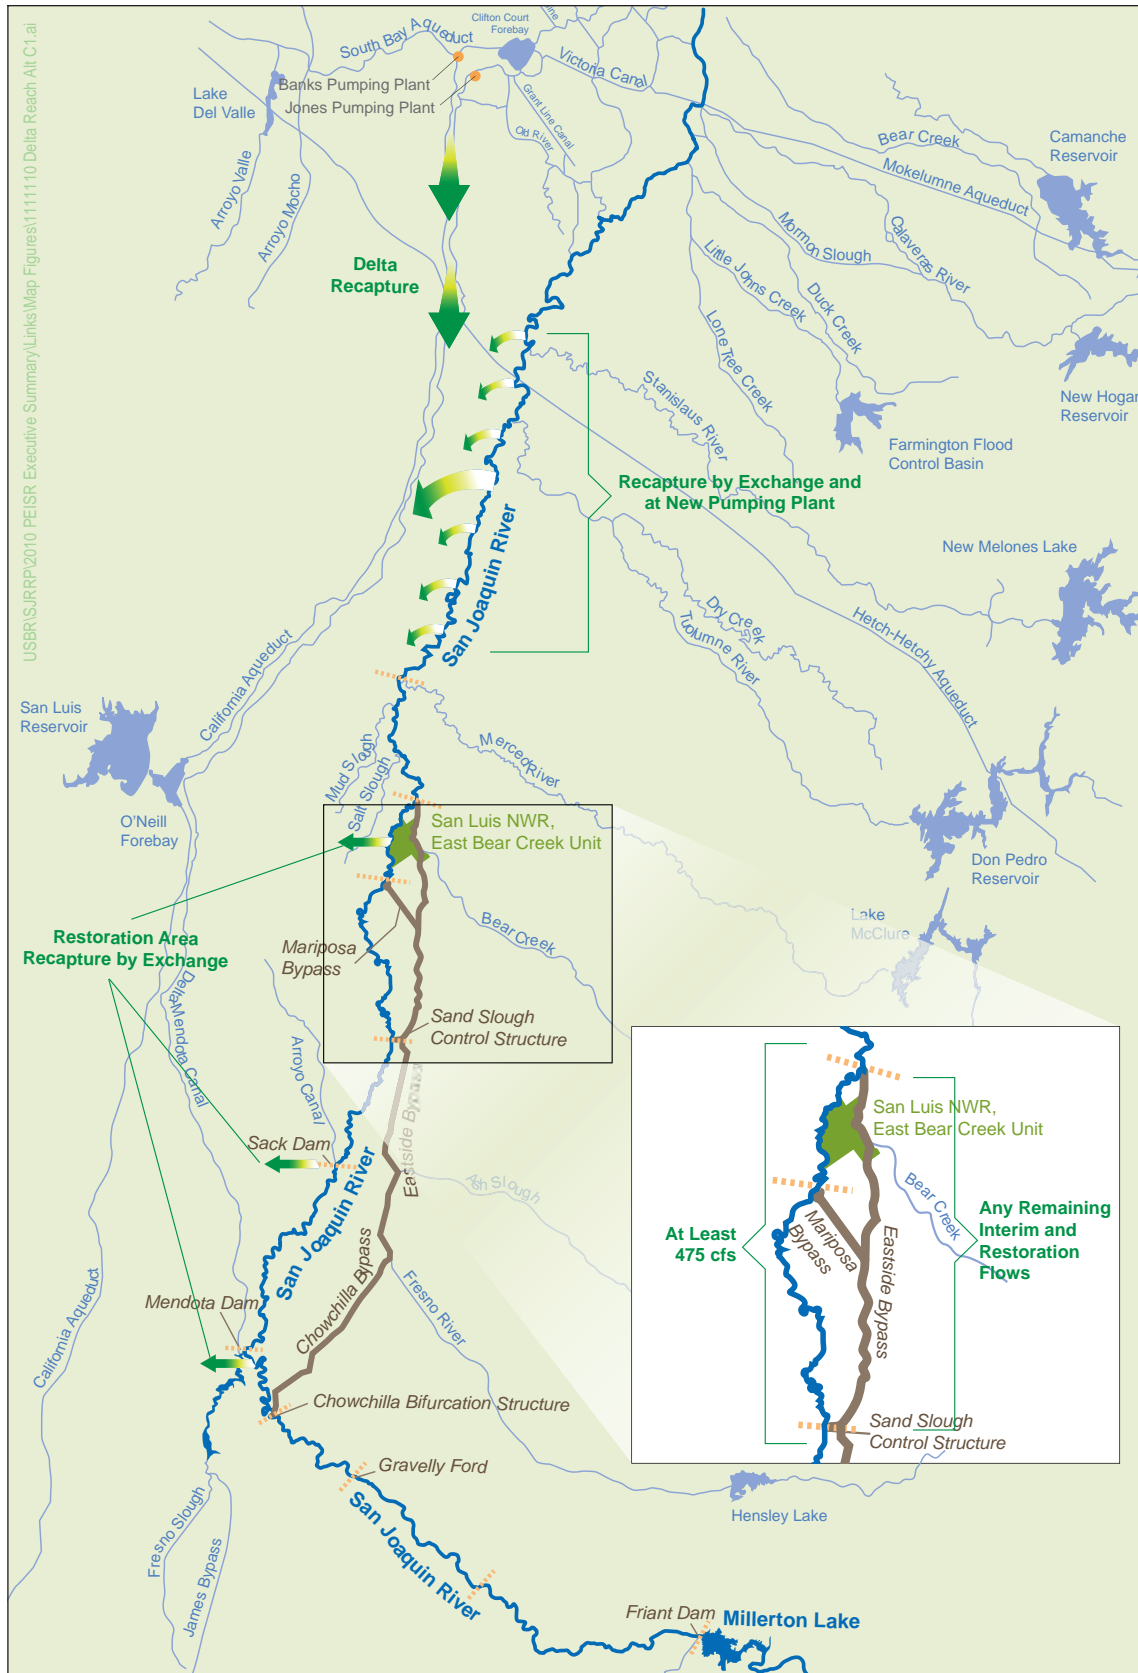 USBR\SJRRP\2010 PEISR Executive Summary\Links\Map Figures\111110 Delta Reach Alt C1.ai
Clifton Court
Forebay
South Bay Aqueduct
Victoria Canal
Banks Pumping Plant
Jones Pumping Plant
Lake
Del Valle
Grant Line Canal
Old River
Arroyo Valle
Arroyo Mocho
Bear Creek
Camanche
Reservoir
Mokelumne Aqueduct
Mormon Slough
Calaveras River
Little Johns Creek
Duck Creek
Lone Tree Creek
Delta
Recapture
New Hogan
Reservoir
Stanislaus River
Farmington Flood
Control Basin
Recapture by Exchange and
at New Pumping Plant
San Joaquin River
New Melones Lake
Dry Creek
Tuolumne River
Hetch-Hetchy Aqueduct
California Aqueduct
San Luis
Reservoir
Mud Slough
Salt Slough
Merced River
O'Neill
Forebay
San Luis NWR,
East Bear Creek Unit
Don Pedro
Reservoir
Lake
McClure
Bear Creek
Restoration Area
Recapture by Exchange
Mariposa
Bypass
Delta-Mendota Canal
Sand Slough
Control Structure
Arroyo Canal
Eastside Bypass
Sack Dam
Ash Slough
San Joaquin River
Chowchilla Bypass
Fresno River
Mendota Dam
California Aqueduct
Chowchilla Bifurcation Structure
Gravelly Ford
San Joaquin River
Fresno Slough
James Bypass
Hensley Lake
Friant Dam
Millerton Lake
San Luis NWR,
East Bear Creek Unit
Bear Creek
At Least
475 cfs
Mariposa
Bypass
Eastside Bypass
Any Remaining
Interim and
Restoration
Flows
Sand Slough
Control Structure